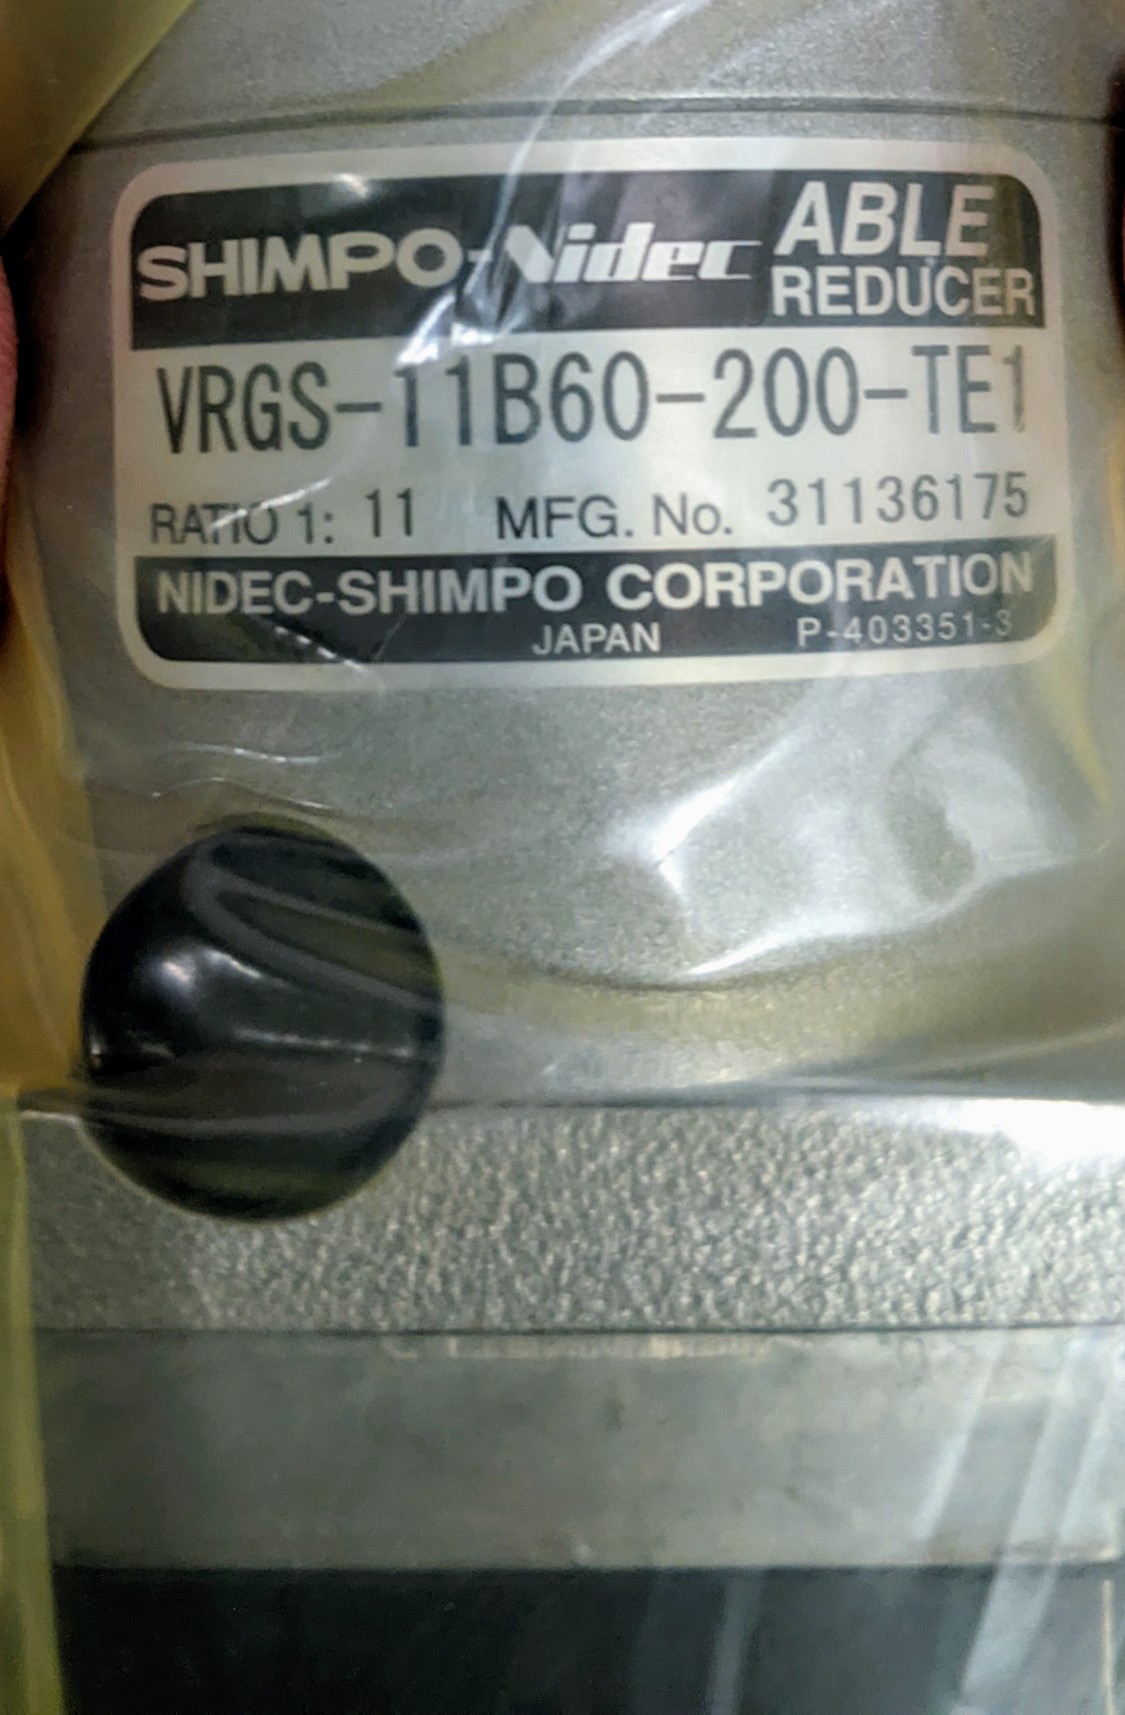 SHIMPO-Nidec ABLE REDUCER
VRGS-11B60-200-TE1
RATIO 1: 11 MFG. No. 31136175
NIDEC-SHIMPO CORPORATION
JAPAN P-403351-3